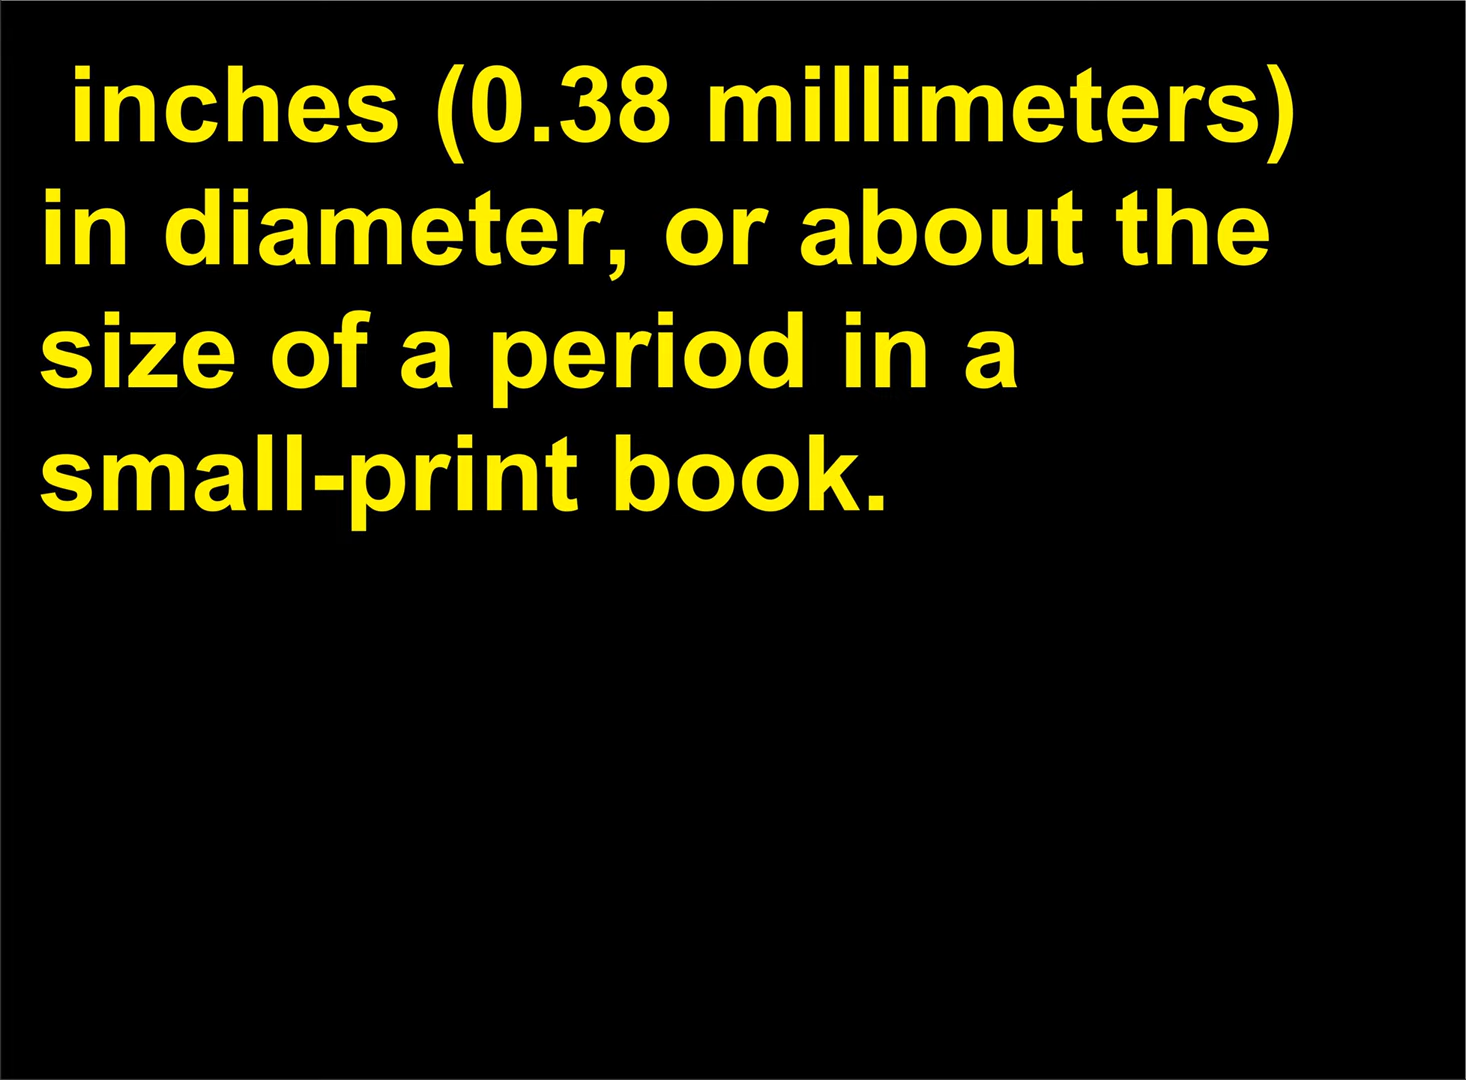 inches (0.38 millimeters)
in diameter, or about the
size of a period in a
small-print book.